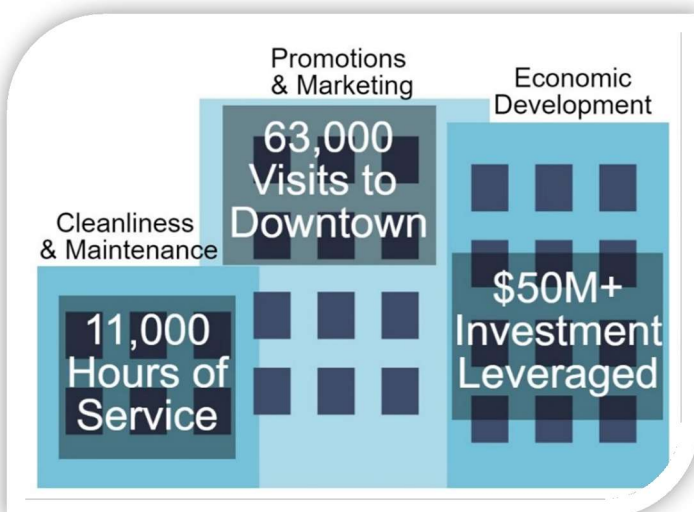 Promotions
& Marketing
63,000
Visits to
Downtown
Economic
Development
$50M+
Investment
Leveraged
Cleanliness
& Maintenance
11,000
Hours of
Service